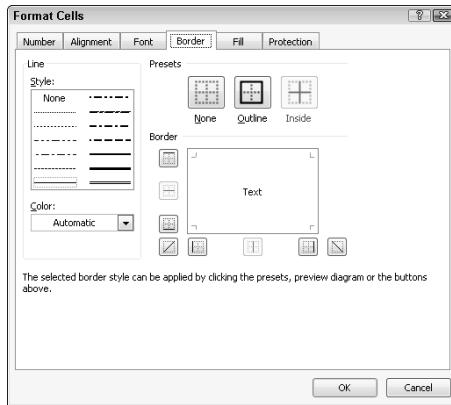 Format Cells
Number Alignment Font Border Fill Protection
Line
Style:
None
Color:
Automatic
Presets
None Outline Inside
Border
Text
The selected border style can be applied by clicking the presets, preview diagram or the buttons
above.
OK Cancel